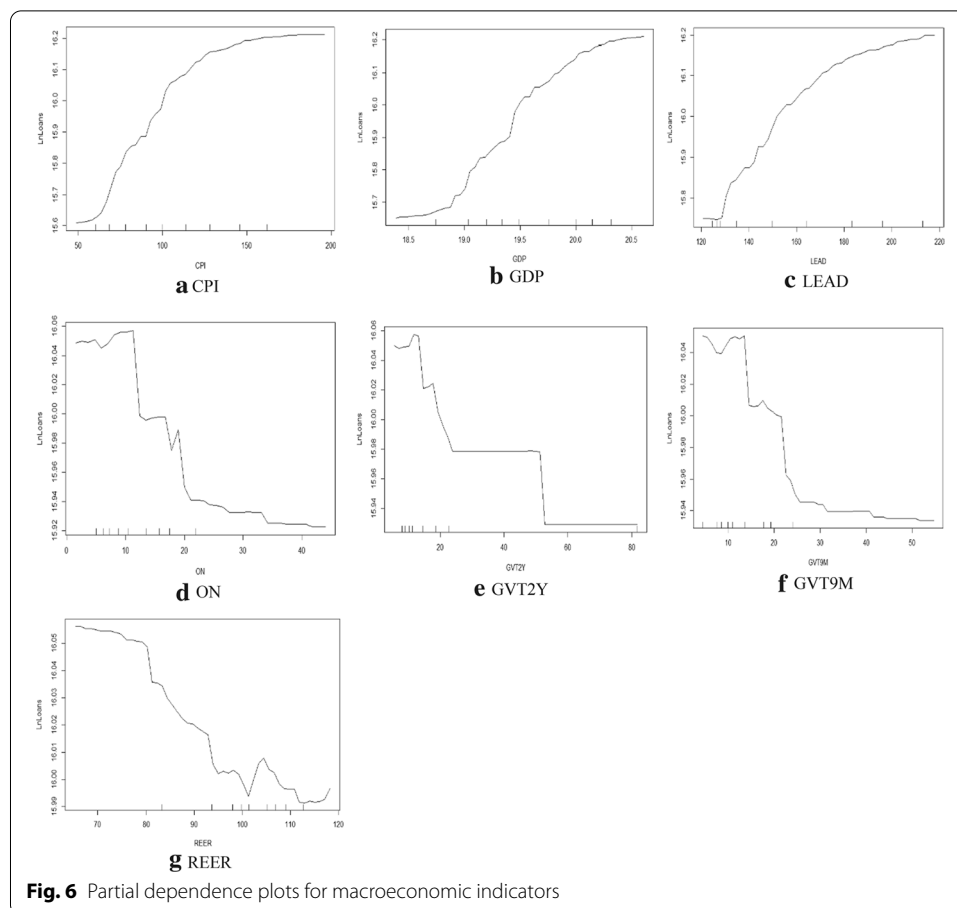 LnLoans
15.6 15.7 15.8 15.9 16.0 16.1 16.2
50 100 150 200
CPI
a CPI
LnLoans
15.7 15.8 15.9 16.0 16.1 16.2
18.5 19.0 19.5 20.0 20.5
GDP
b GDP
LnLoans
15.8 15.9 16.0 16.1 16.2
120 140 160 180 200 220
LEAD
c LEAD
LnLoans
15.92 15.94 15.96 15.98 16.00 16.02 16.04 16.06
0 10 20 30 40
ON
d ON
LnLoans
15.94 15.96 15.98 16.00 16.02 16.04 16.06
20 40 60 80
GVT2Y
e GVT2Y
LnLoans
15.94 15.96 15.98 16.00 16.02 16.04
10 20 30 40 50
GVT9M
f GVT9M
LnLoans
15.99 16.00 16.01 16.02 16.03 16.04 16.05
70 80 90 100 110 120
REER
g REER
Fig. 6 Partial dependence plots for macroeconomic indicators